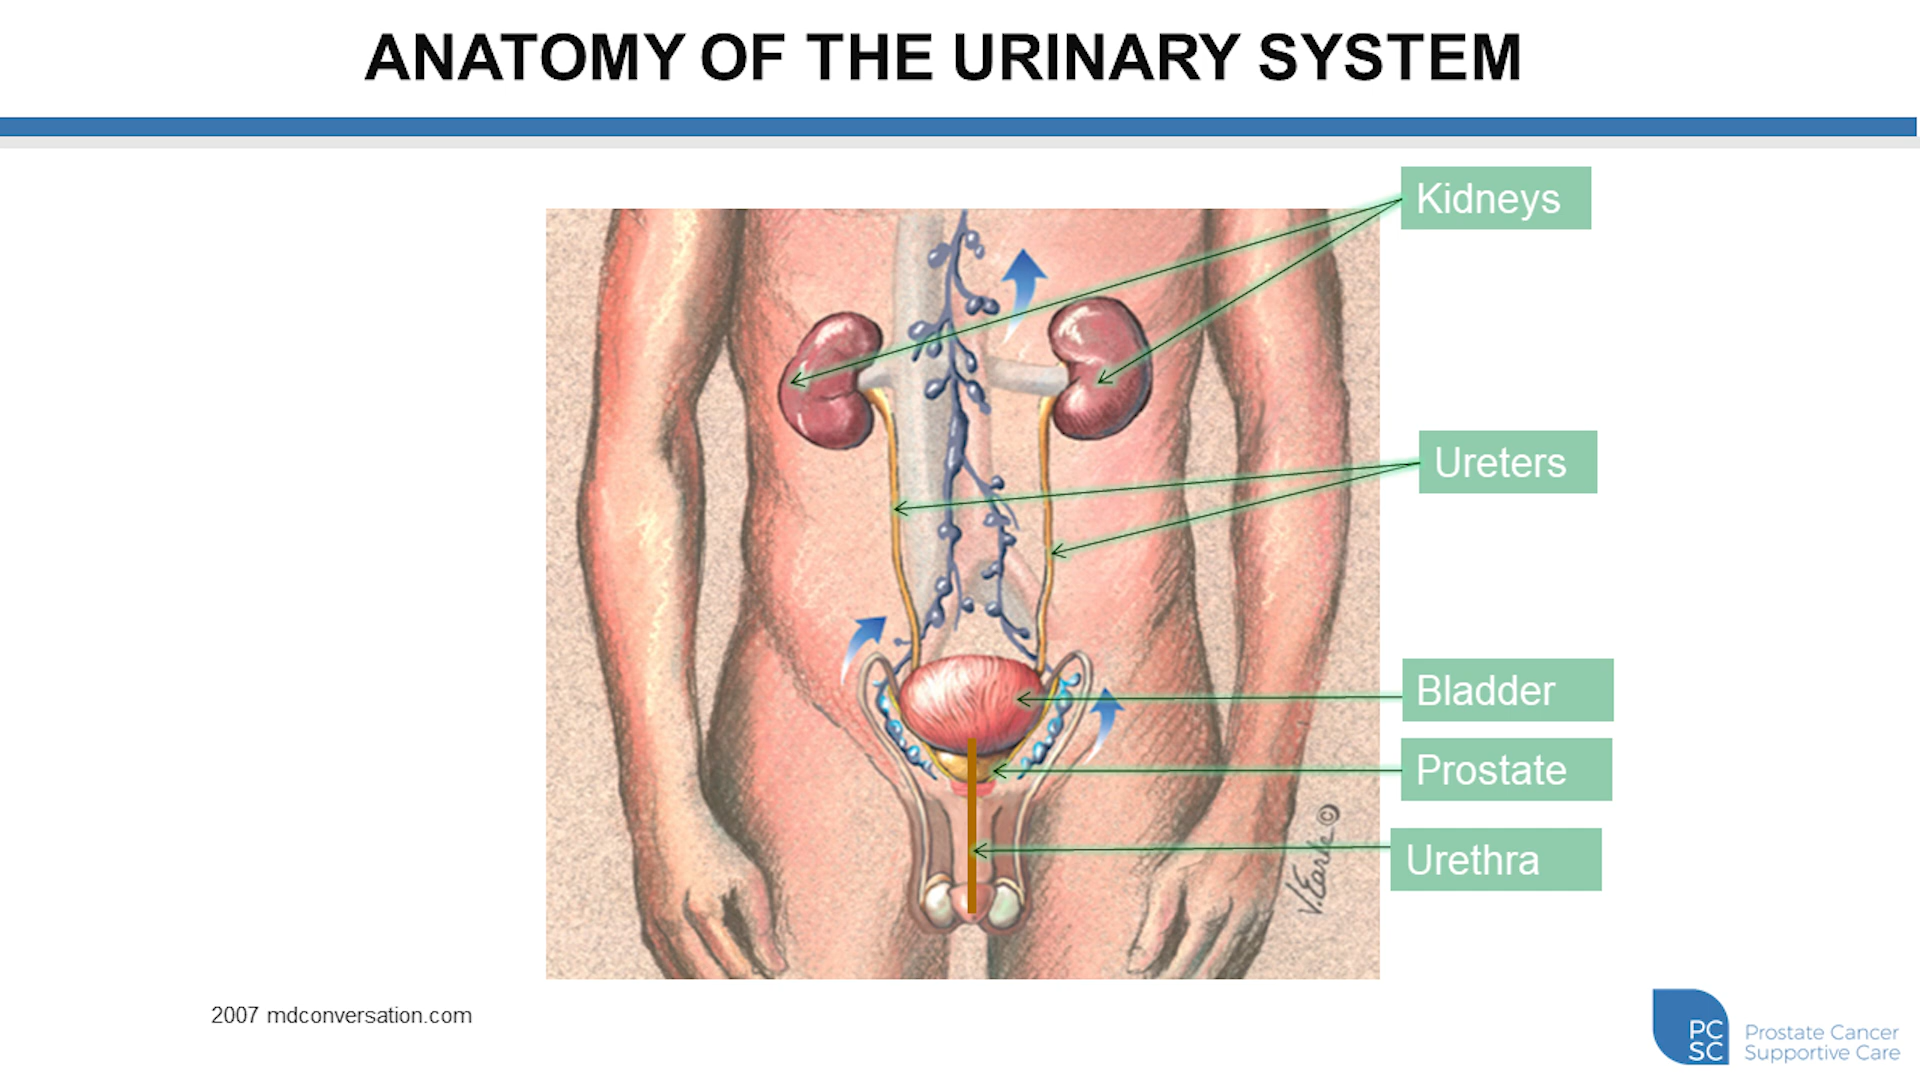 ANATOMY OF THE URINARY SYSTEM
Kidneys
Ureters
Bladder
Prostate
Urethra
V. Earle ©
2007 mdconversation.com
PC
SC
Prostate Cancer
Supportive Care